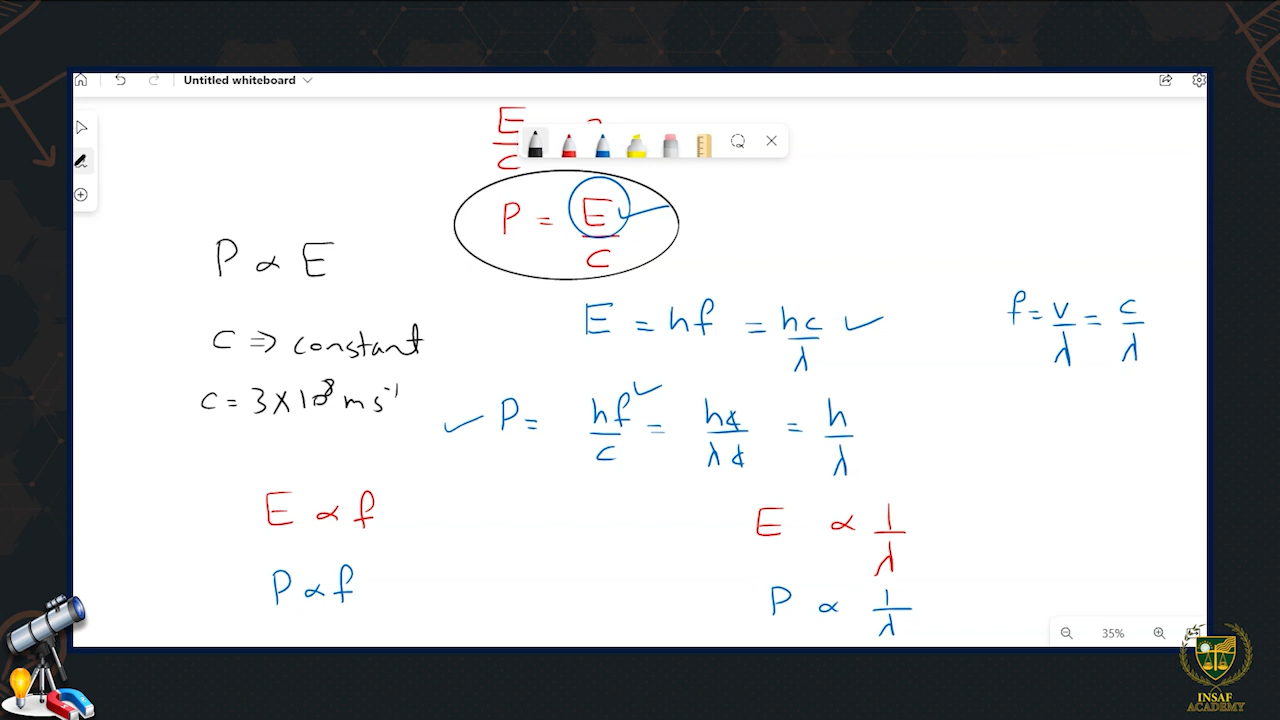 Untitled whiteboard
E/C
P = E/C
P ∝ E
E = hf = hc/λ ✓
f = v/λ = c/λ
C ⇒ constant
C = 3×10⁸ ms⁻¹
✓ P = hf/c ✓ = hc/λc = h/λ
E ∝ f
E ∝ 1/λ
P ∝ f
P ∝ 1/λ
35%
INSAF
ACADEMY